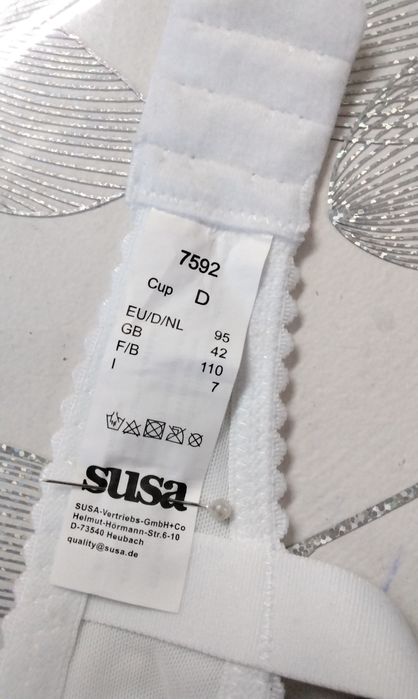 7592
Cup D
EU/D/NL 95
GB 42
F/B 110
I 7
susa
SUSA-Vertriebs-GmbH+Co
Helmut-Hörmann-Str.6-10
D-73540 Heubach
quality@susa.de